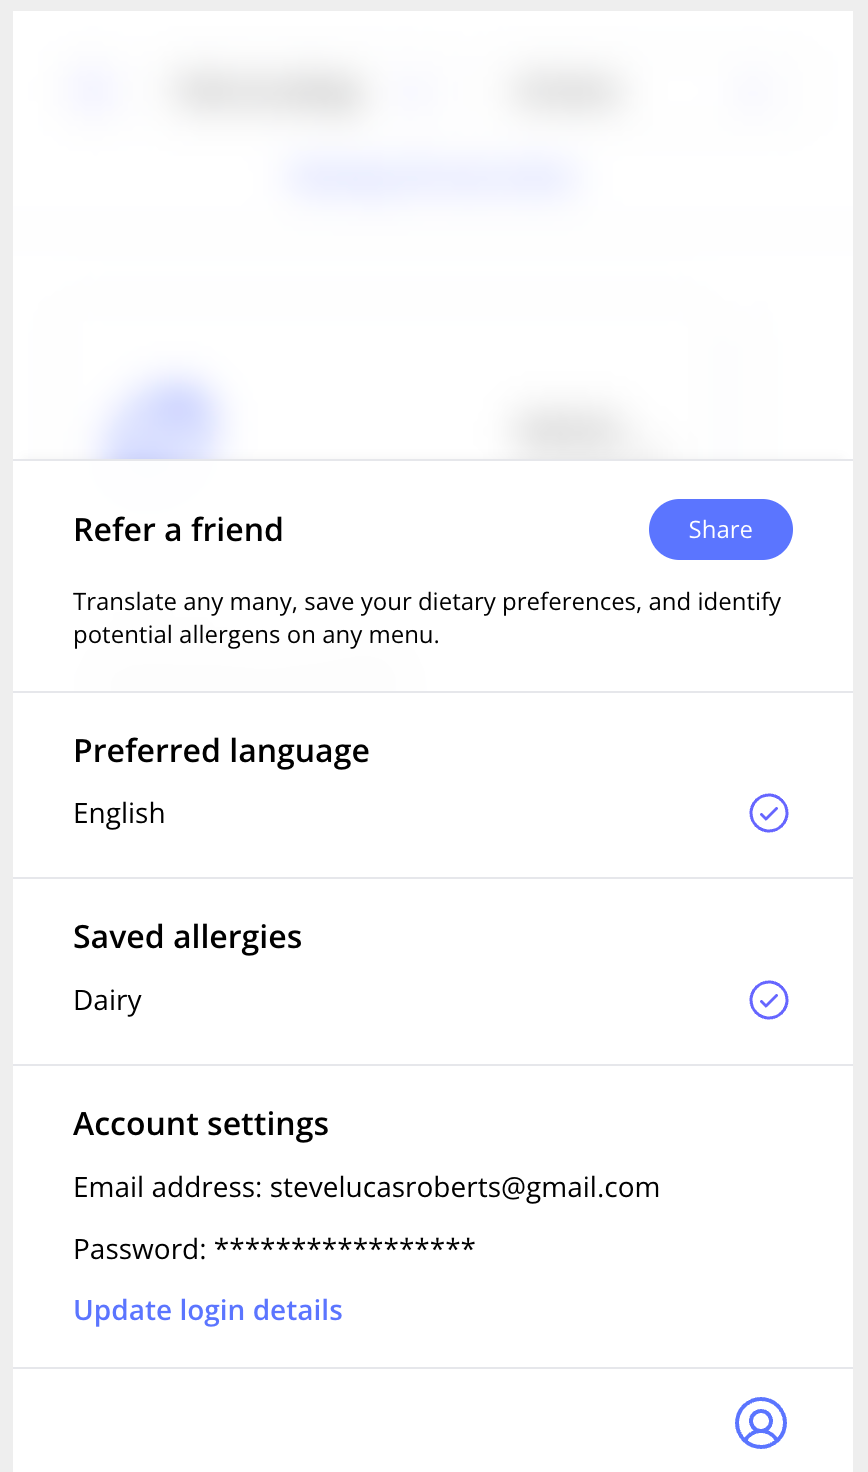 Refer a friend
Share
Translate any many, save your dietary preferences, and identify
potential allergens on any menu.
Preferred language
English
Saved allergies
Dairy
Account settings
Email address: stevelucasroberts@gmail.com
Password: *****************
Update login details